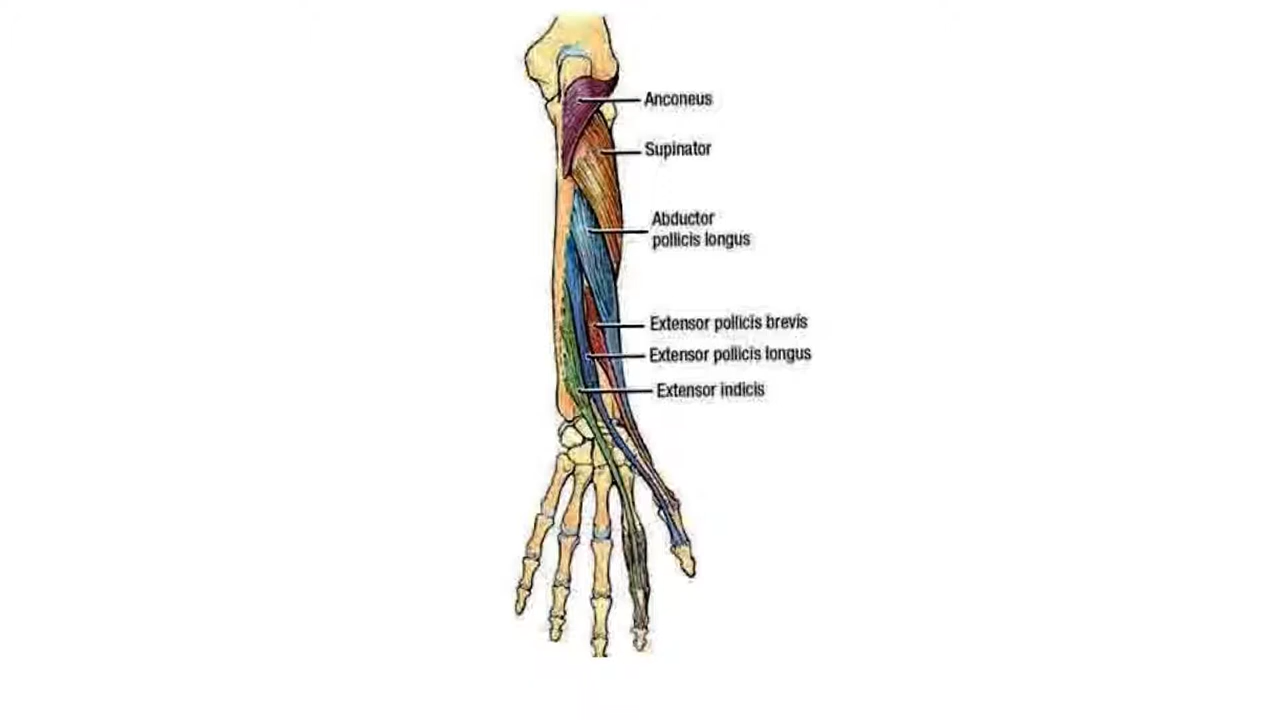 Anconeus
Supinator
Abductor
pollicis longus
Extensor pollicis brevis
Extensor pollicis longus
Extensor indicis